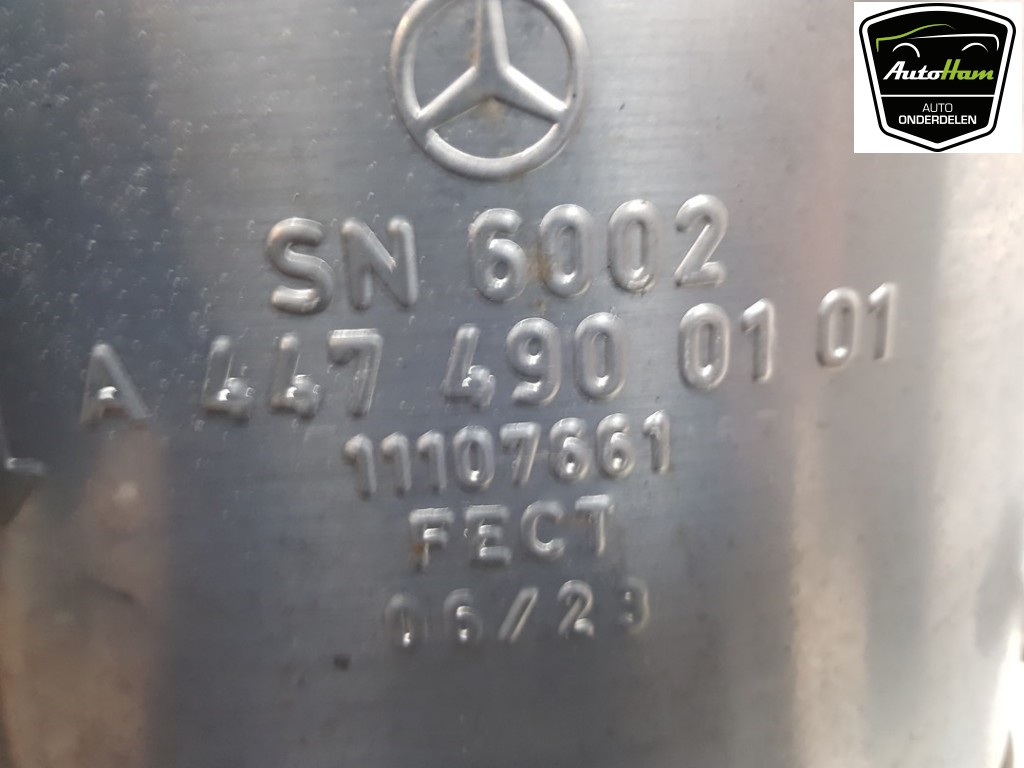 AutoHam
AUTO
ONDERDELEN
SN 6002
A 447 490 01 01
11107661
FECT
06/23